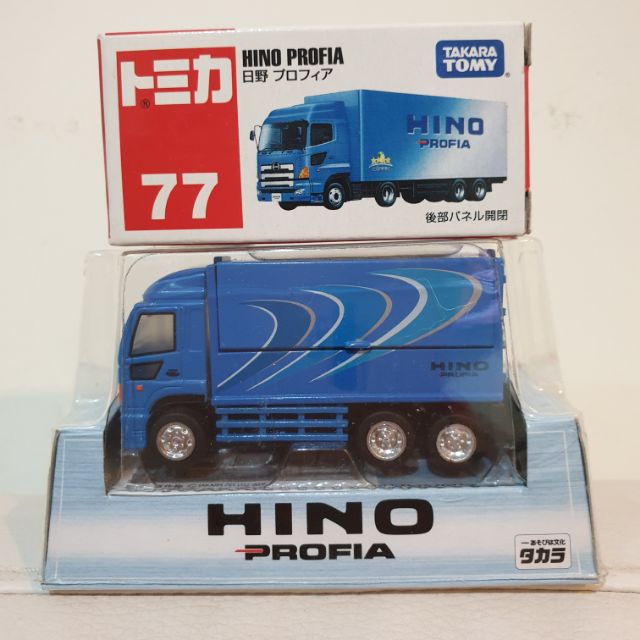 トミカ
®
77
HINO PROFIA
日野 プロフィア
TAKARA
TOMY
HINO
PROFIA
後部パネル開閉
HINO
PROFIA
HINO
PROFIA
あそびは文化
タカラ